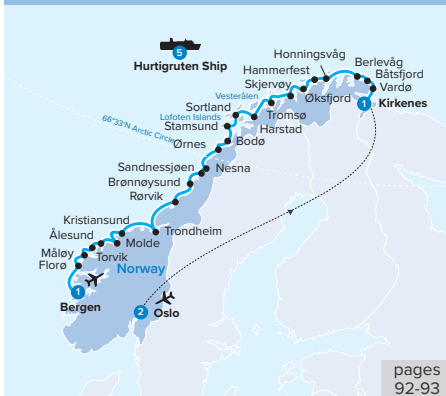 5
Hurtigruten Ship
Honningsvåg
Hammerfest
Skjervøy
Berlevåg
Båtsfjord
Vardø
1 Kirkenes
Øksfjord
Tromsø
Harstad
Vesterålen
Sortland
Lofoten Islands
Stamsund
66°33'N Arctic Circle
Bodø
Ørnes
Nesna
Sandnessjøen
Brønnøysund
Rørvik
Kristiansund
Trondheim
Ålesund
Molde
Måløy
Torvik
Florø
Norway
1
Bergen
2
Oslo
pages
92-93